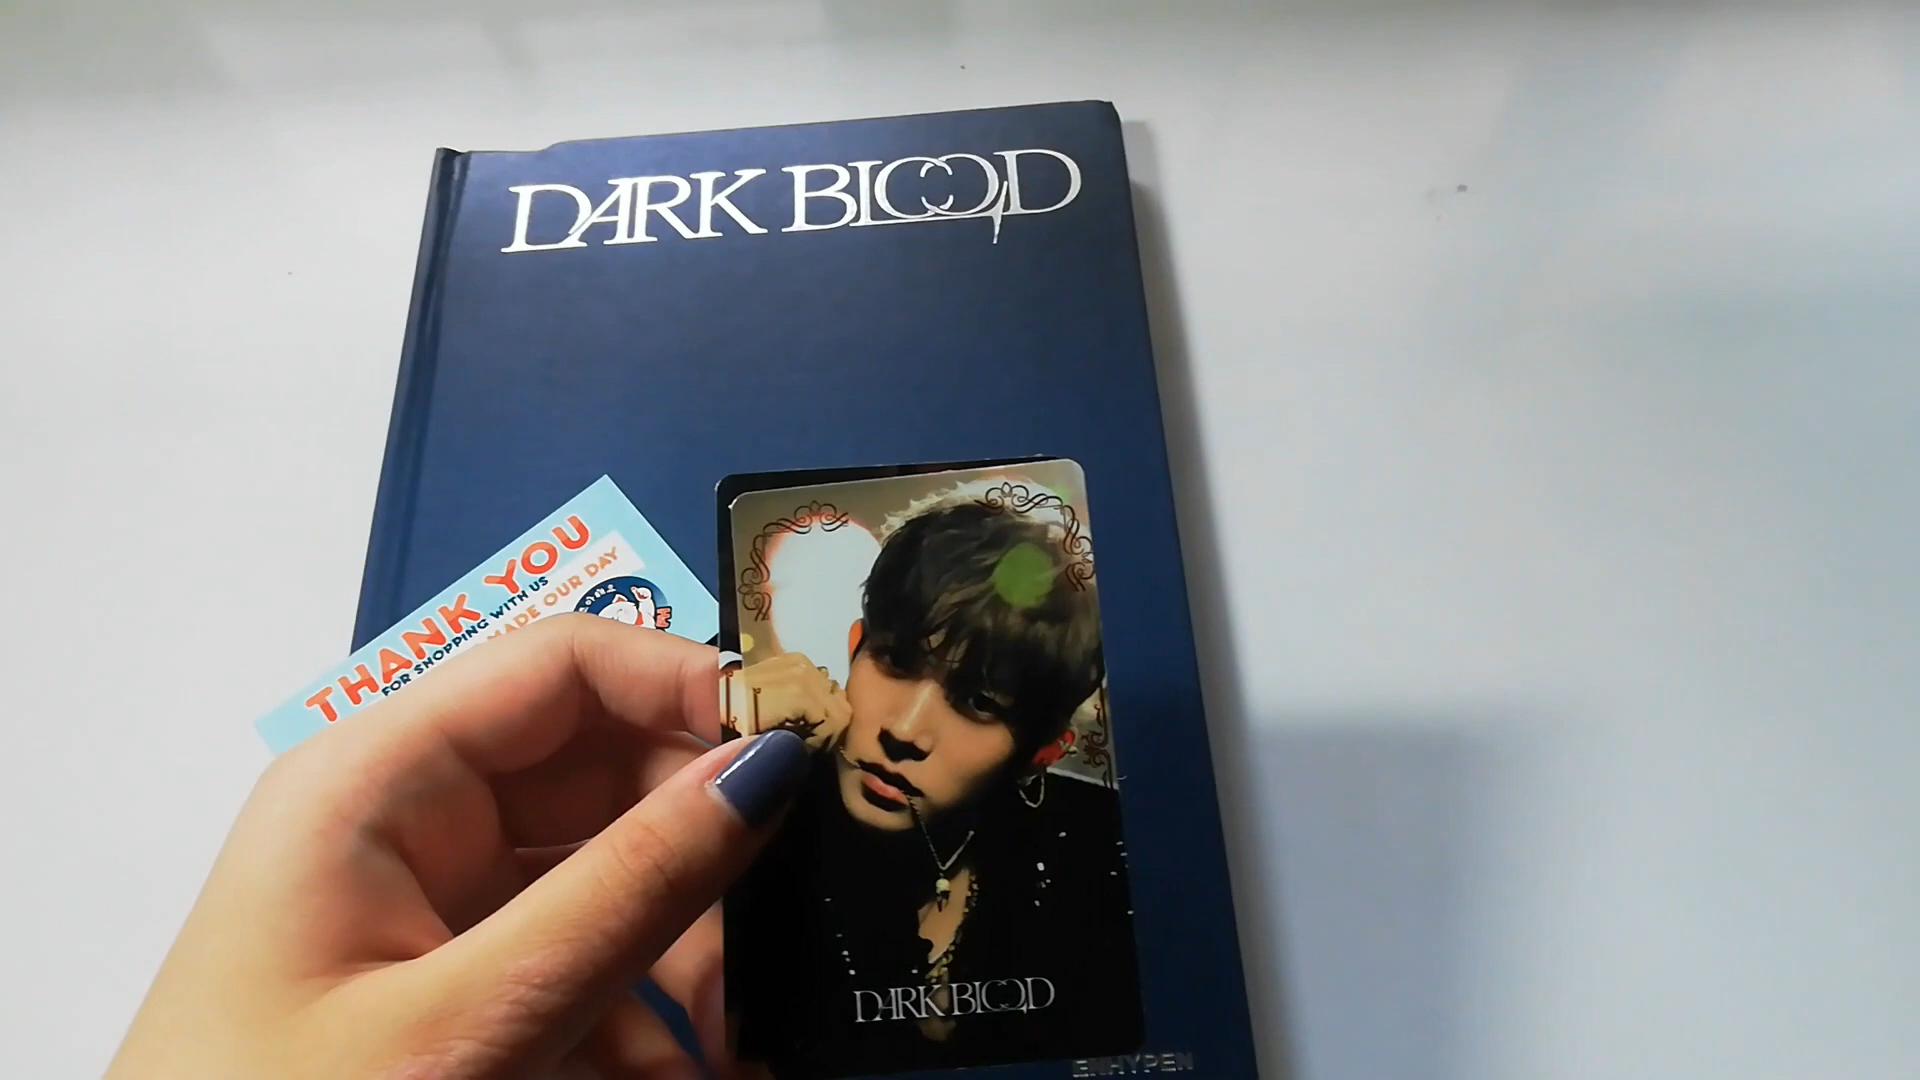 DARK BLOOD
THANK YOU
FOR SHOPPING WITH US
MADE OUR DAY
DARK BLOOD
ENHYPEN